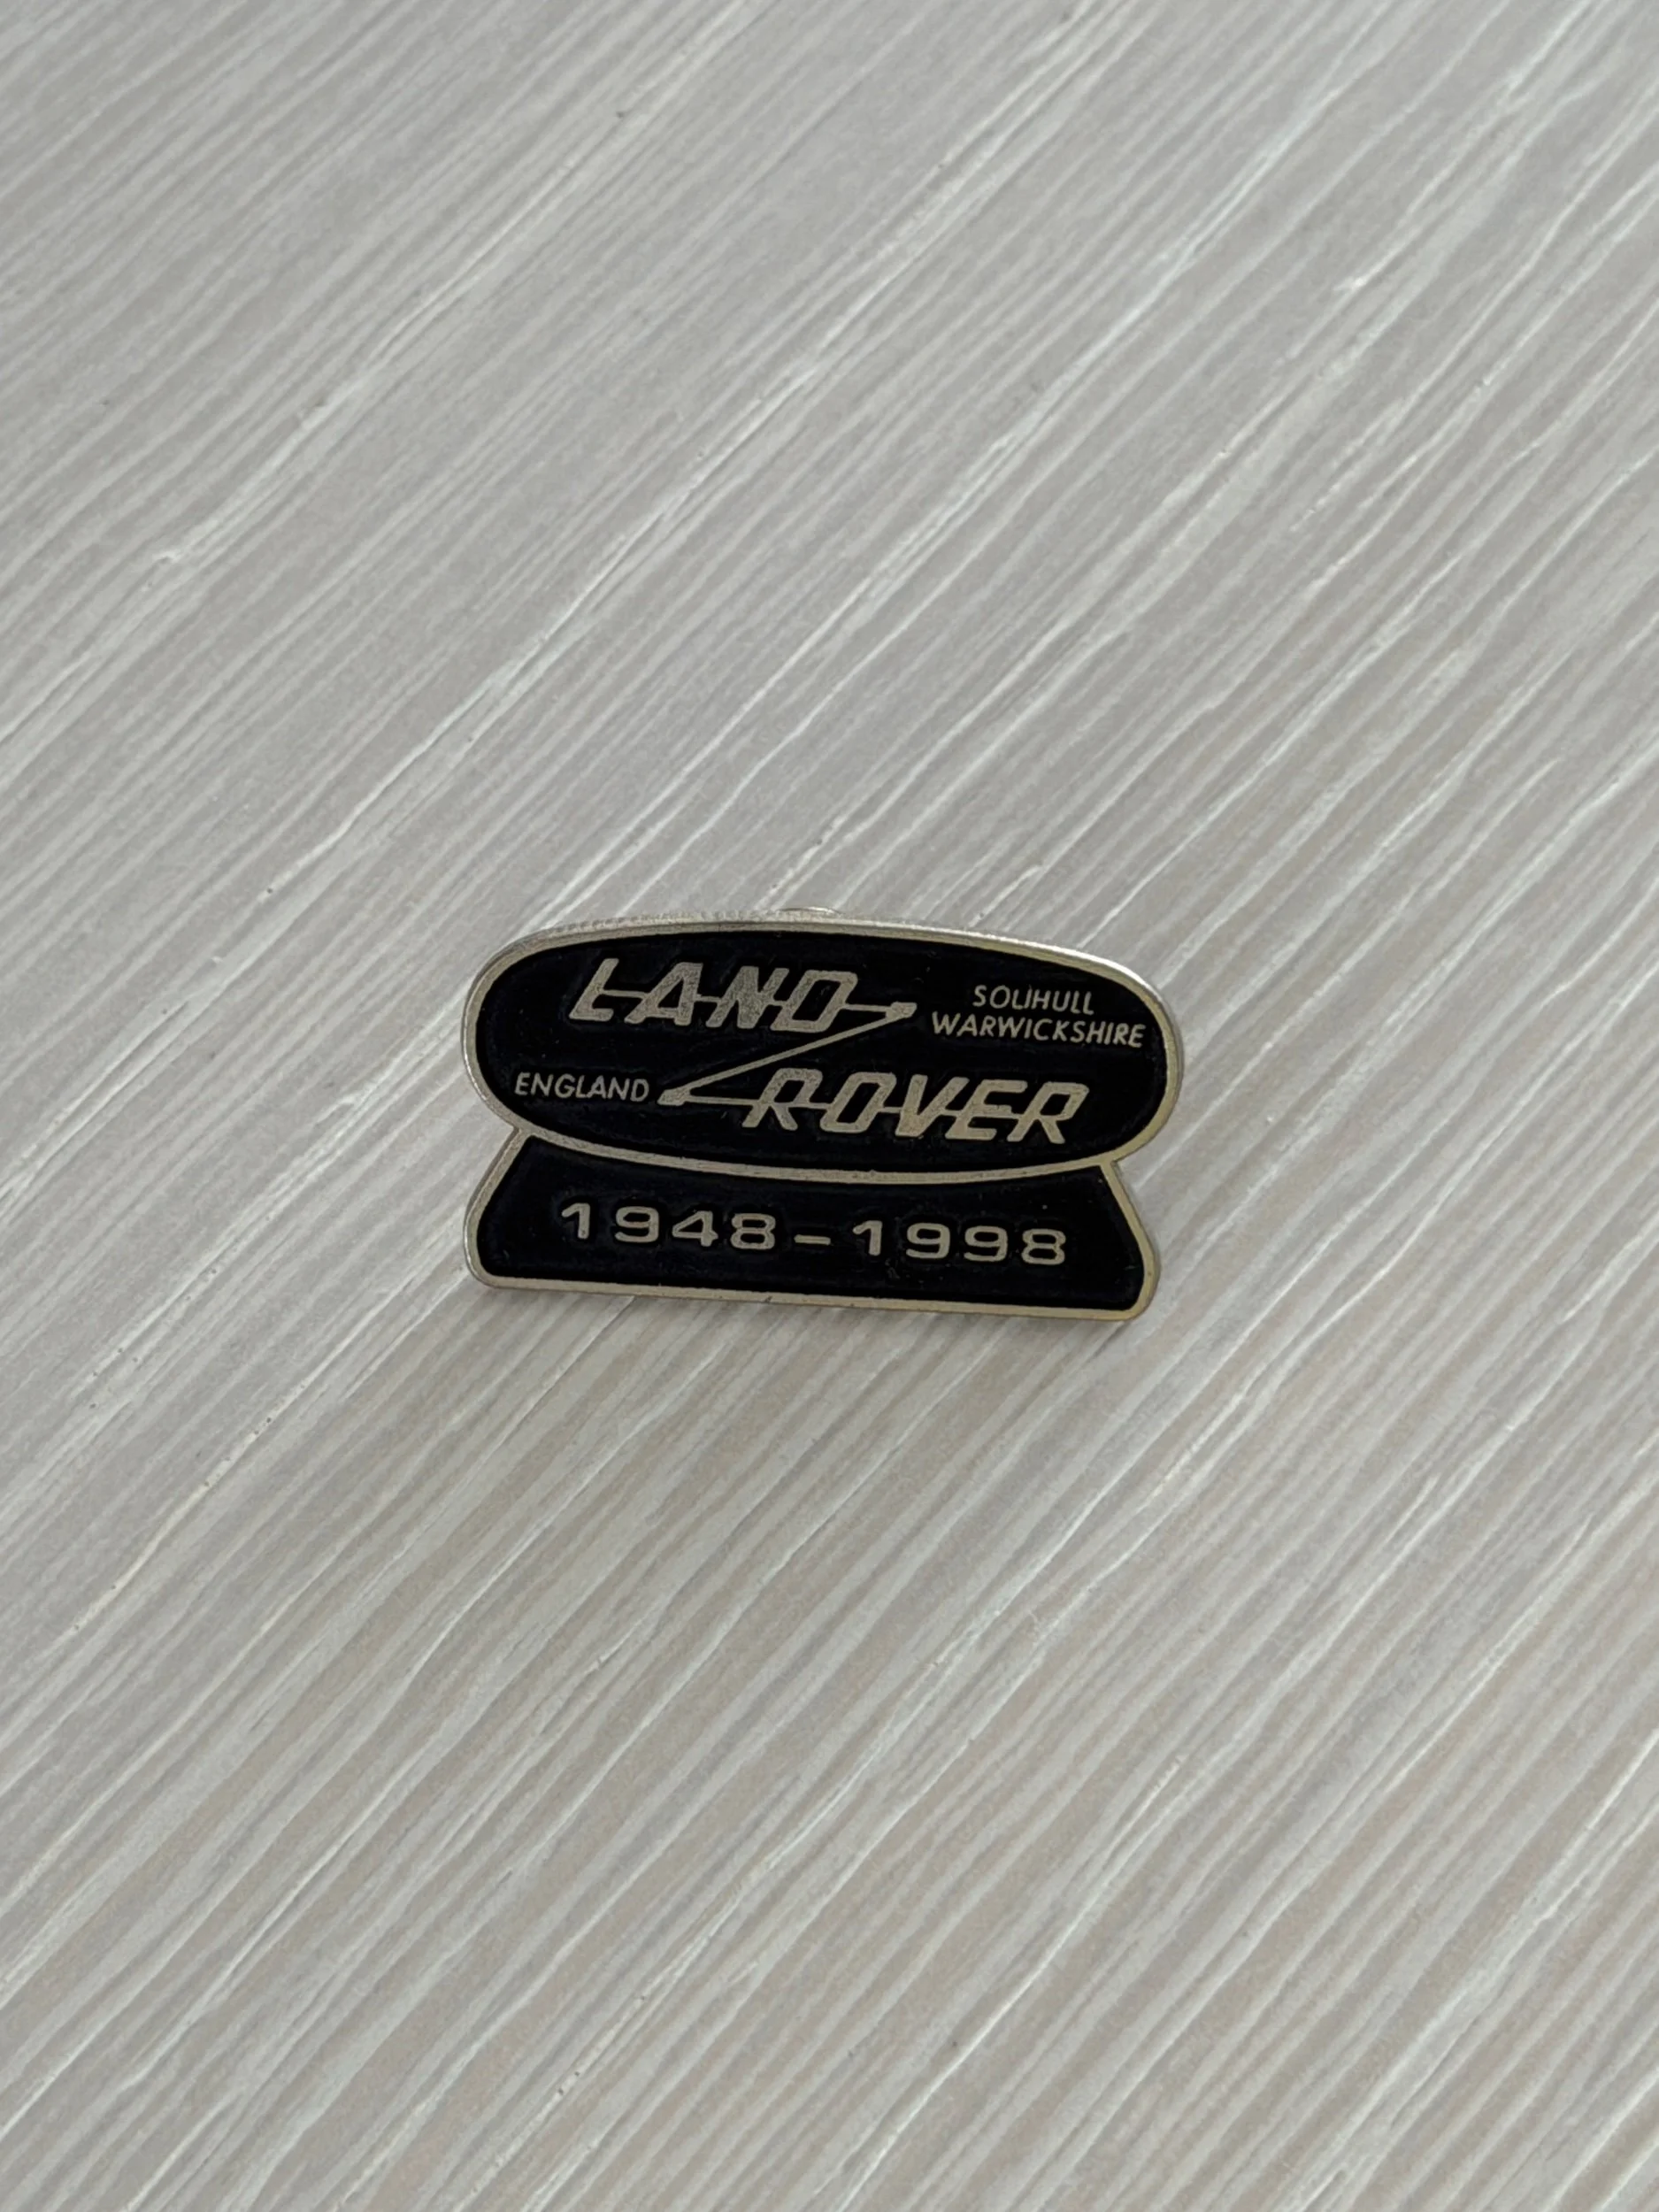 LAND
SOLIHULL
WARWICKSHIRE
ENGLAND
ROVER
1948-1998